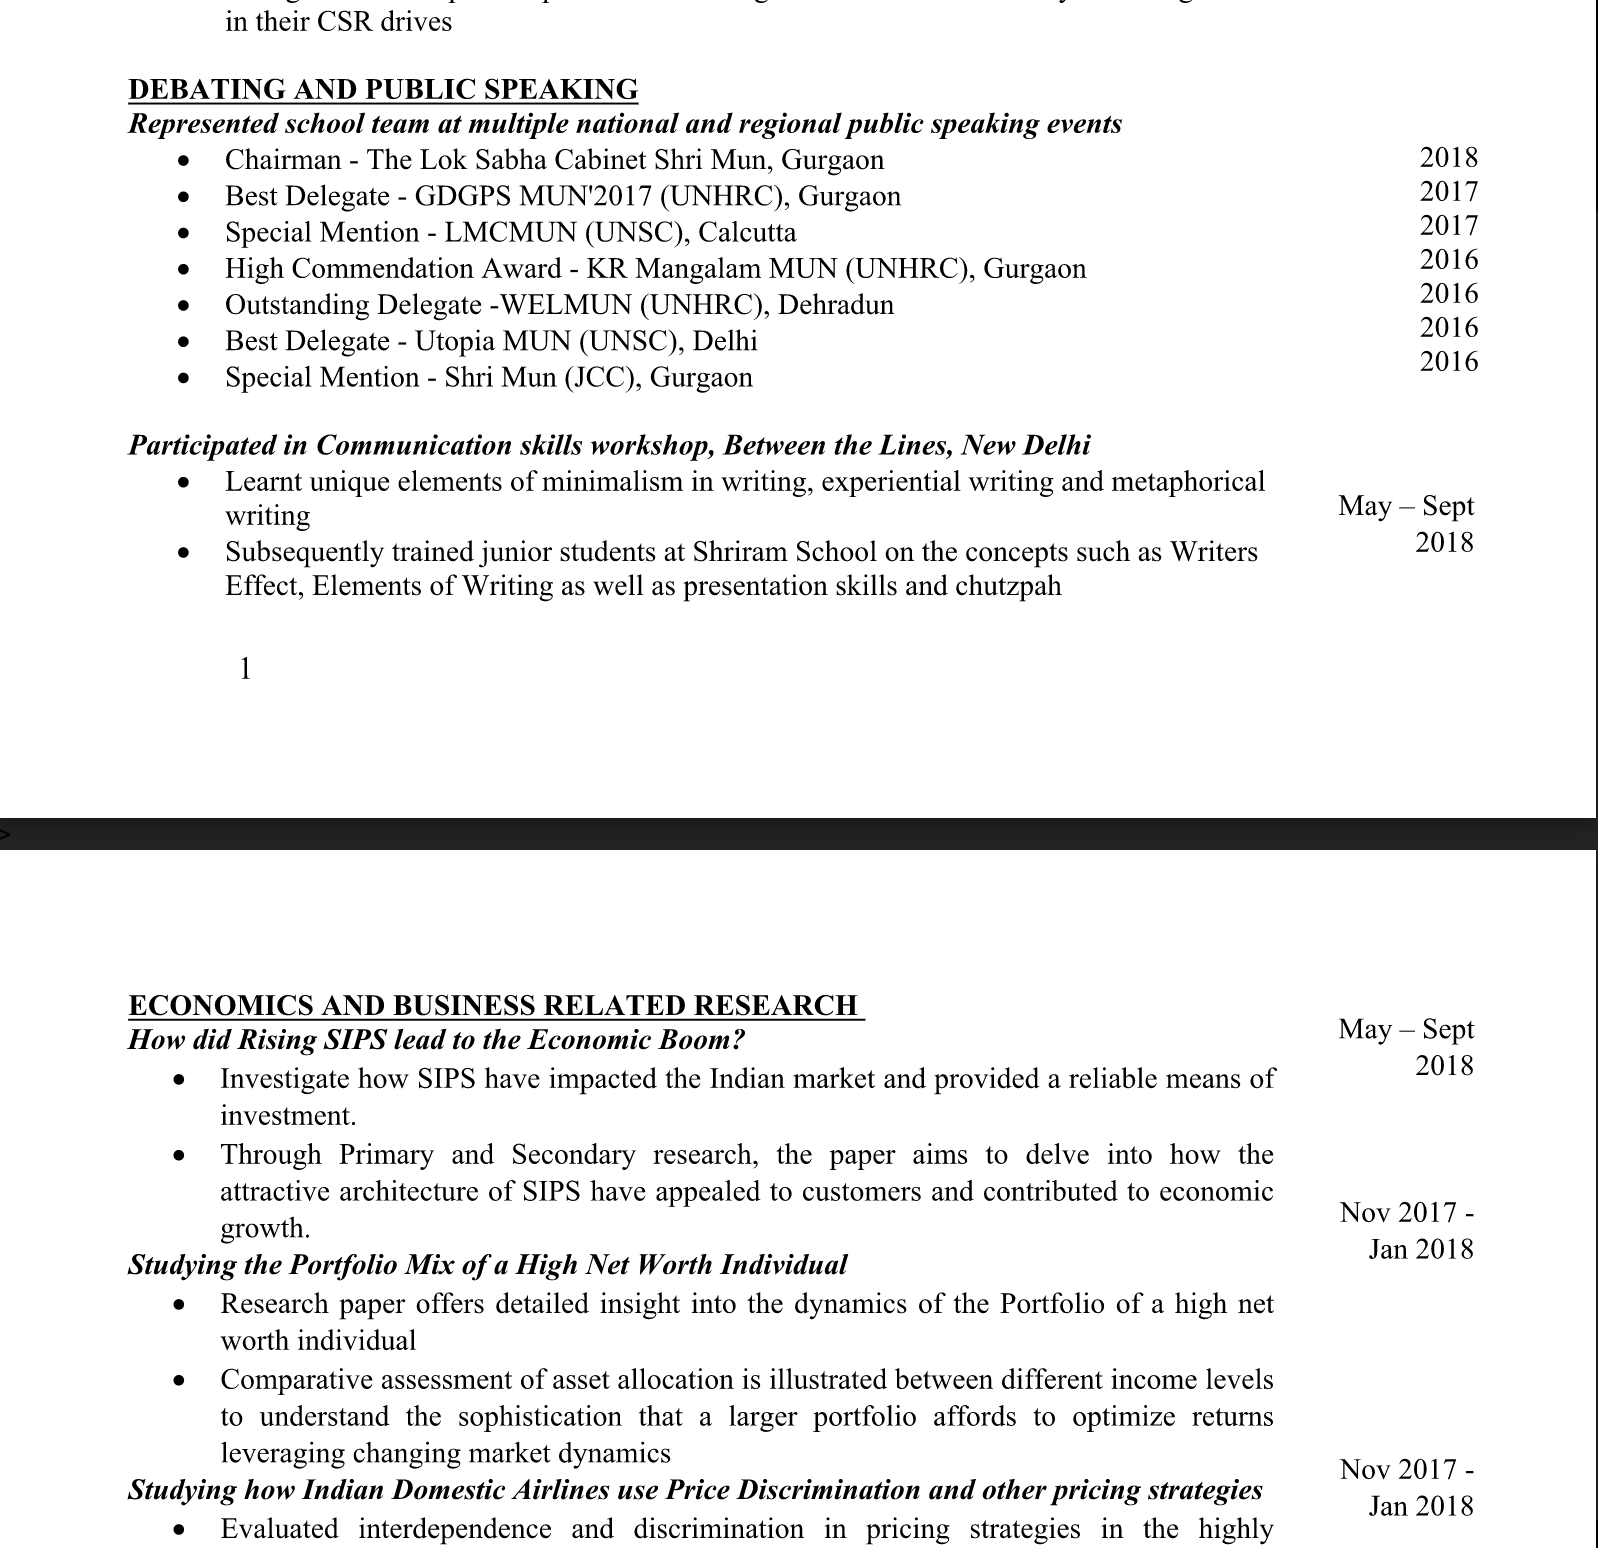 in their CSR drives
DEBATING AND PUBLIC SPEAKING
Represented school team at multiple national and regional public speaking events
• Chairman - The Lok Sabha Cabinet Shri Mun, Gurgaon 2018
• Best Delegate - GDGPS MUN'2017 (UNHRC), Gurgaon 2017
• Special Mention - LMCMUN (UNSC), Calcutta 2017
• High Commendation Award - KR Mangalam MUN (UNHRC), Gurgaon 2016
• Outstanding Delegate -WELMUN (UNHRC), Dehradun 2016
• Best Delegate - Utopia MUN (UNSC), Delhi 2016
• Special Mention - Shri Mun (JCC), Gurgaon 2016
Participated in Communication skills workshop, Between the Lines, New Delhi
• Learnt unique elements of minimalism in writing, experiential writing and metaphorical
writing
May – Sept
2018
• Subsequently trained junior students at Shriram School on the concepts such as Writers
Effect, Elements of Writing as well as presentation skills and chutzpah
1
>
ECONOMICS AND BUSINESS RELATED RESEARCH
How did Rising SIPS lead to the Economic Boom?
May – Sept
2018
• Investigate how SIPS have impacted the Indian market and provided a reliable means of
investment.
• Through Primary and Secondary research, the paper aims to delve into how the
attractive architecture of SIPS have appealed to customers and contributed to economic
growth.
Nov 2017 -
Jan 2018
Studying the Portfolio Mix of a High Net Worth Individual
• Research paper offers detailed insight into the dynamics of the Portfolio of a high net
worth individual
• Comparative assessment of asset allocation is illustrated between different income levels
to understand the sophistication that a larger portfolio affords to optimize returns
leveraging changing market dynamics
Nov 2017 -
Jan 2018
Studying how Indian Domestic Airlines use Price Discrimination and other pricing strategies
• Evaluated interdependence and discrimination in pricing strategies in the highly